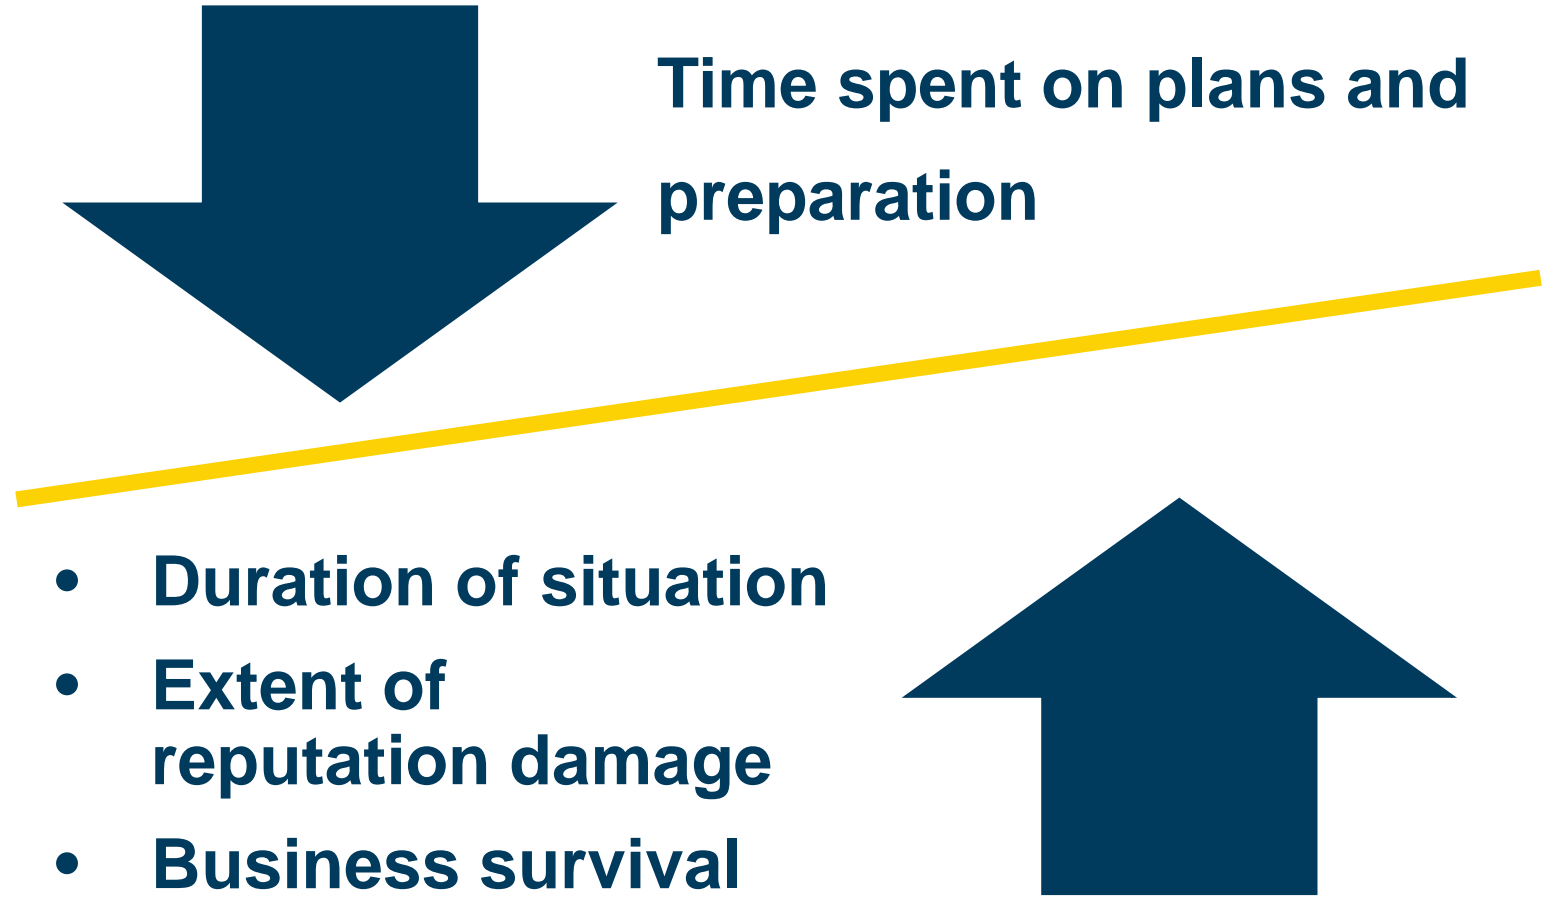 Time spent on plans and
preparation
• Duration of situation
• Extent of
reputation damage
• Business survival